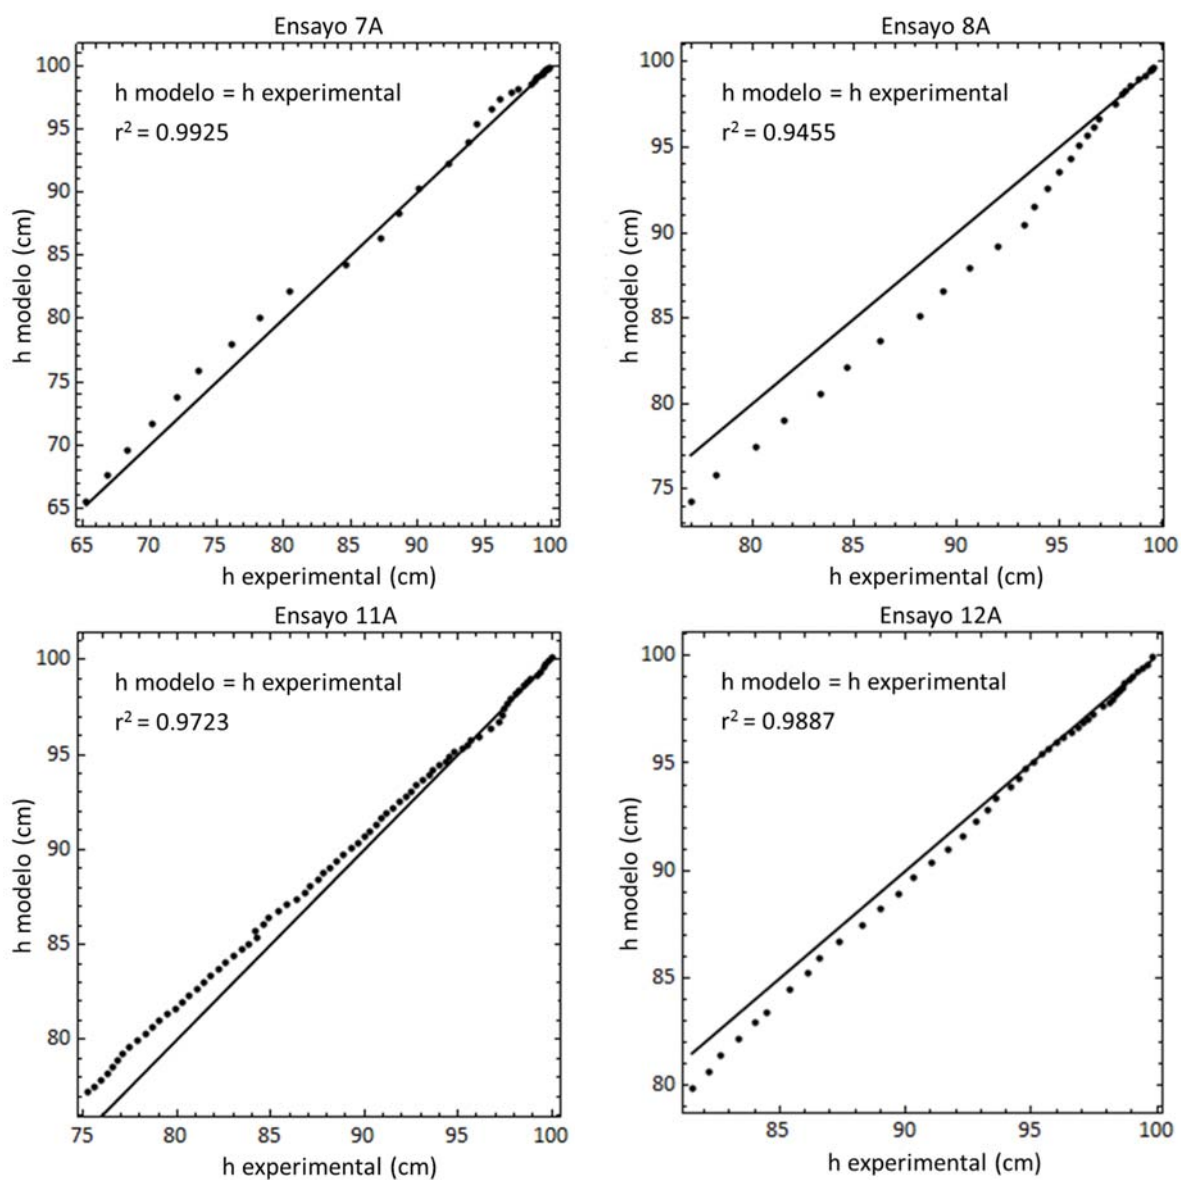 Ensayo 7A
h modelo = h experimental
r² = 0.9925
h modelo (cm)
100
95
90
85
80
75
70
65
65 70 75 80 85 90 95 100
h experimental (cm)
Ensayo 8A
h modelo = h experimental
r² = 0.9455
h modelo (cm)
100
95
90
85
80
75
80 85 90 95 100
h experimental (cm)
Ensayo 11A
h modelo = h experimental
r² = 0.9723
h modelo (cm)
100
95
90
85
80
75 80 85 90 95 100
h experimental (cm)
Ensayo 12A
h modelo = h experimental
r² = 0.9887
h modelo (cm)
100
95
90
85
80
85 90 95 100
h experimental (cm)